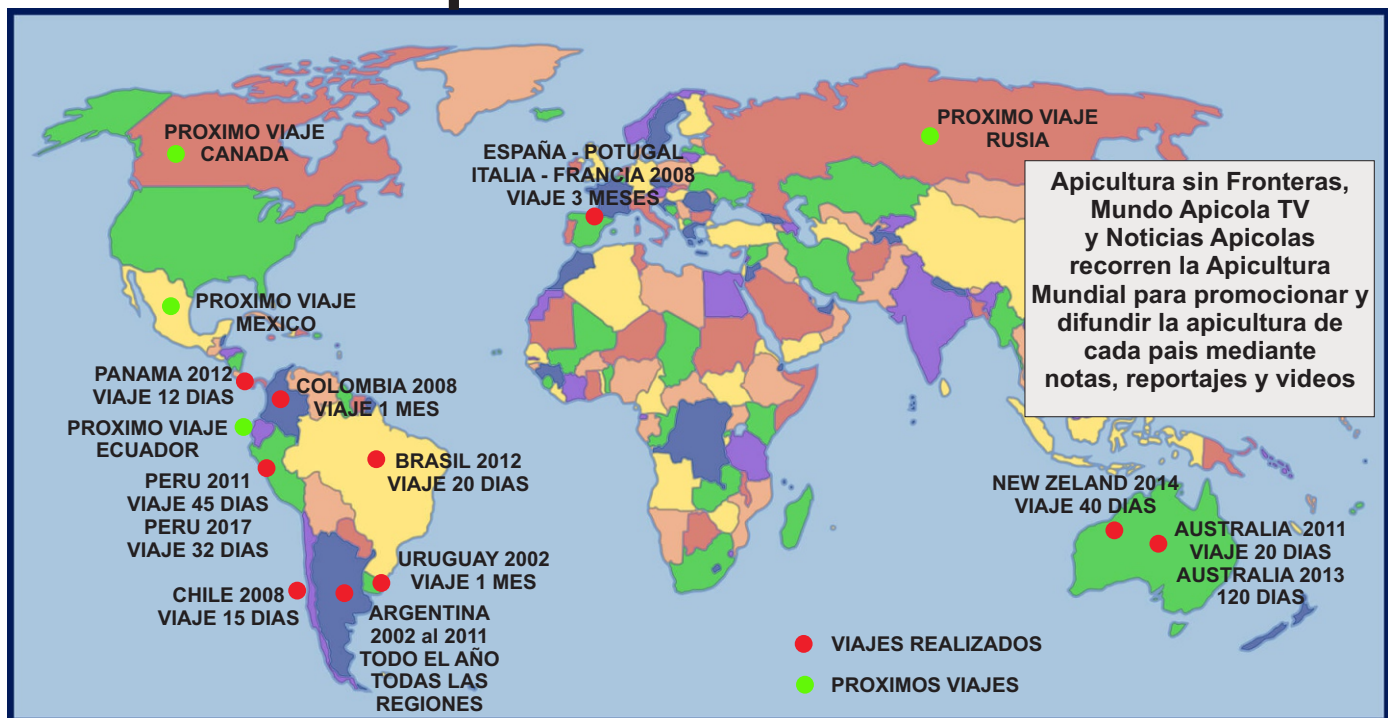 PROXIMO VIAJE
CANADA
ESPAÑA - POTUGAL
ITALIA - FRANCIA 2008
VIAJE 3 MESES
PROXIMO VIAJE
RUSIA
Apicultura sin Fronteras,
Mundo Apicola TV
y Noticias Apicolas
recorren la Apicultura
Mundial para promocionar y
difundir la apicultura de
cada pais mediante
notas, reportajes y videos
PROXIMO VIAJE
MEXICO
PANAMA 2012
VIAJE 12 DIAS
COLOMBIA 2008
VIAJE 1 MES
PROXIMO VIAJE
ECUADOR
BRASIL 2012
VIAJE 20 DIAS
PERU 2011
VIAJE 45 DIAS
PERU 2017
VIAJE 32 DIAS
NEW ZELAND 2014
VIAJE 40 DIAS
AUSTRALIA 2011
VIAJE 20 DIAS
AUSTRALIA 2013
120 DIAS
URUGUAY 2002
VIAJE 1 MES
CHILE 2008
VIAJE 15 DIAS
ARGENTINA
2002 al 2011
TODO EL AÑO
TODAS LAS
REGIONES
VIAJES REALIZADOS
PROXIMOS VIAJES